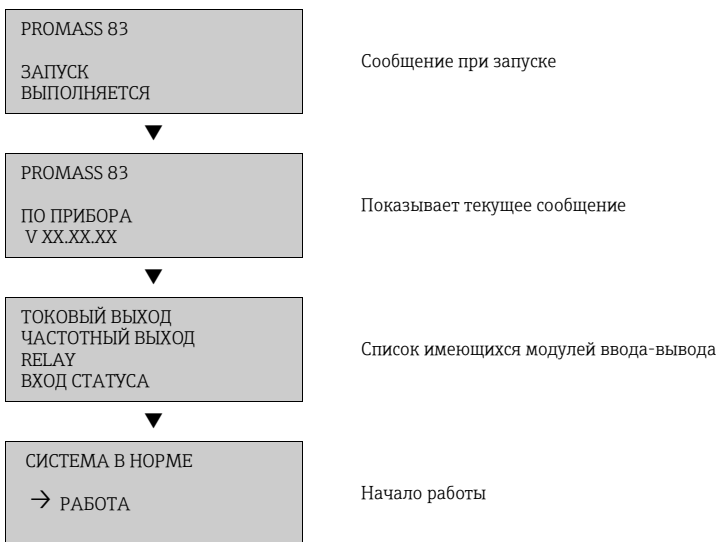 PROMASS 83
ЗАПУСК
ВЫПОЛНЯЕТСЯ
Сообщение при запуске
PROMASS 83
ПО ПРИБОРА
V XX.XX.XX
Показывает текущее сообщение
ТОКОВЫЙ ВЫХОД
ЧАСТОТНЫЙ ВЫХОД
RELAY
ВХОД СТАТУСА
Список имеющихся модулей ввода-вывода
СИСТЕМА В НОРМЕ
→ РАБОТА
Начало работы